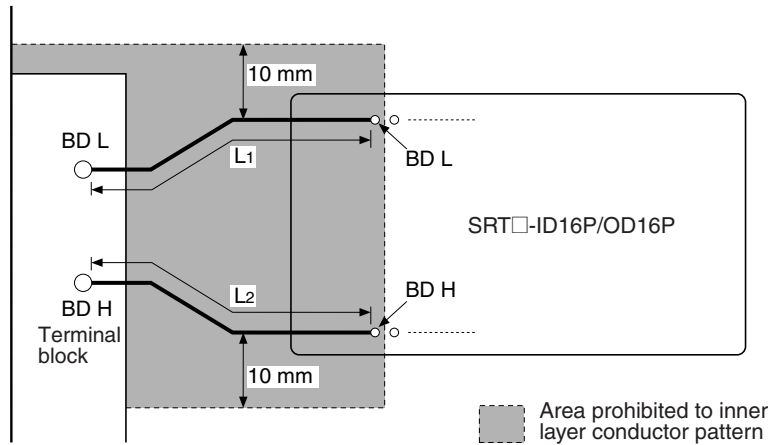 10 mm
BD L
L1
BD L
SRT□-ID16P/OD16P
L2
BD H
BD H
Terminal
block
10 mm
Area prohibited to inner
layer conductor pattern